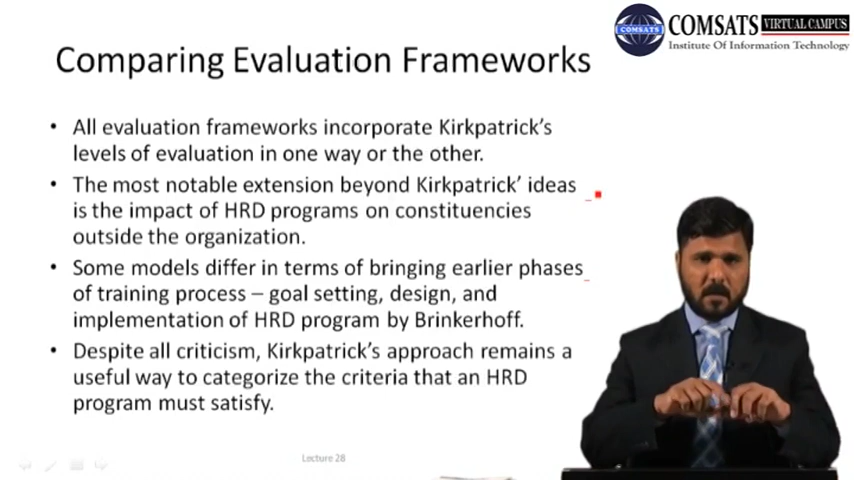 COMSATS VIRTUAL CAMPUS
Institute Of Information Technology
COMSATS
Comparing Evaluation Frameworks
• All evaluation frameworks incorporate Kirkpatrick's
levels of evaluation in one way or the other.
• The most notable extension beyond Kirkpatrick' ideas
is the impact of HRD programs on constituencies
outside the organization.
• Some models differ in terms of bringing earlier phases
of training process – goal setting, design, and
implementation of HRD program by Brinkerhoff.
• Despite all criticism, Kirkpatrick's approach remains a
useful way to categorize the criteria that an HRD
program must satisfy.
Lecture 28